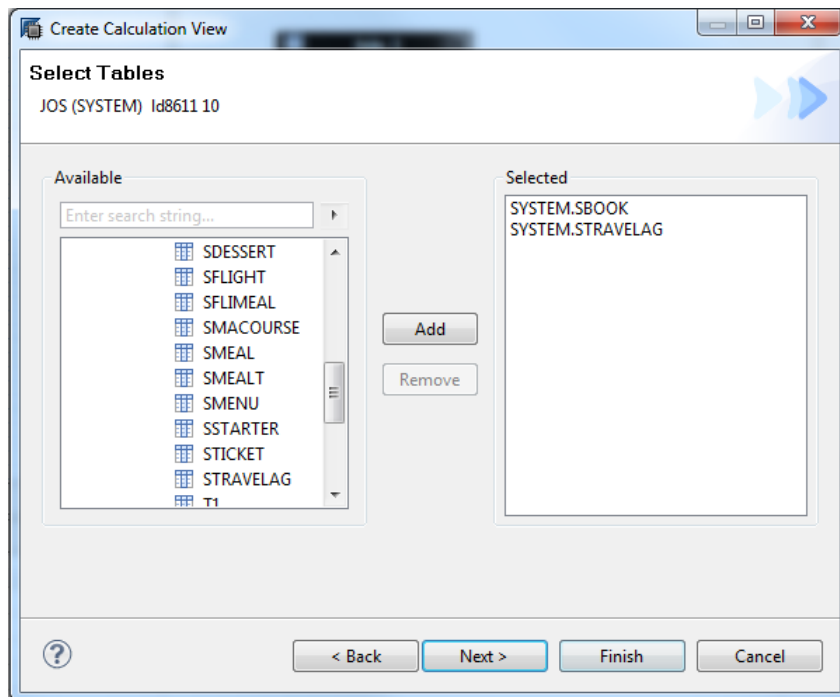 Create Calculation View
Select Tables
JOS (SYSTEM) ld8611 10
Available
Enter search string...
SDESSERT
SFLIGHT
SFLIMEAL
SMACOURSE
SMEAL
SMEALT
SMENU
SSTARTER
STICKET
STRAVELAG
T1
Add
Remove
Selected
SYSTEM.SBOOK
SYSTEM.STRAVELAG
?
< Back
Next >
Finish
Cancel